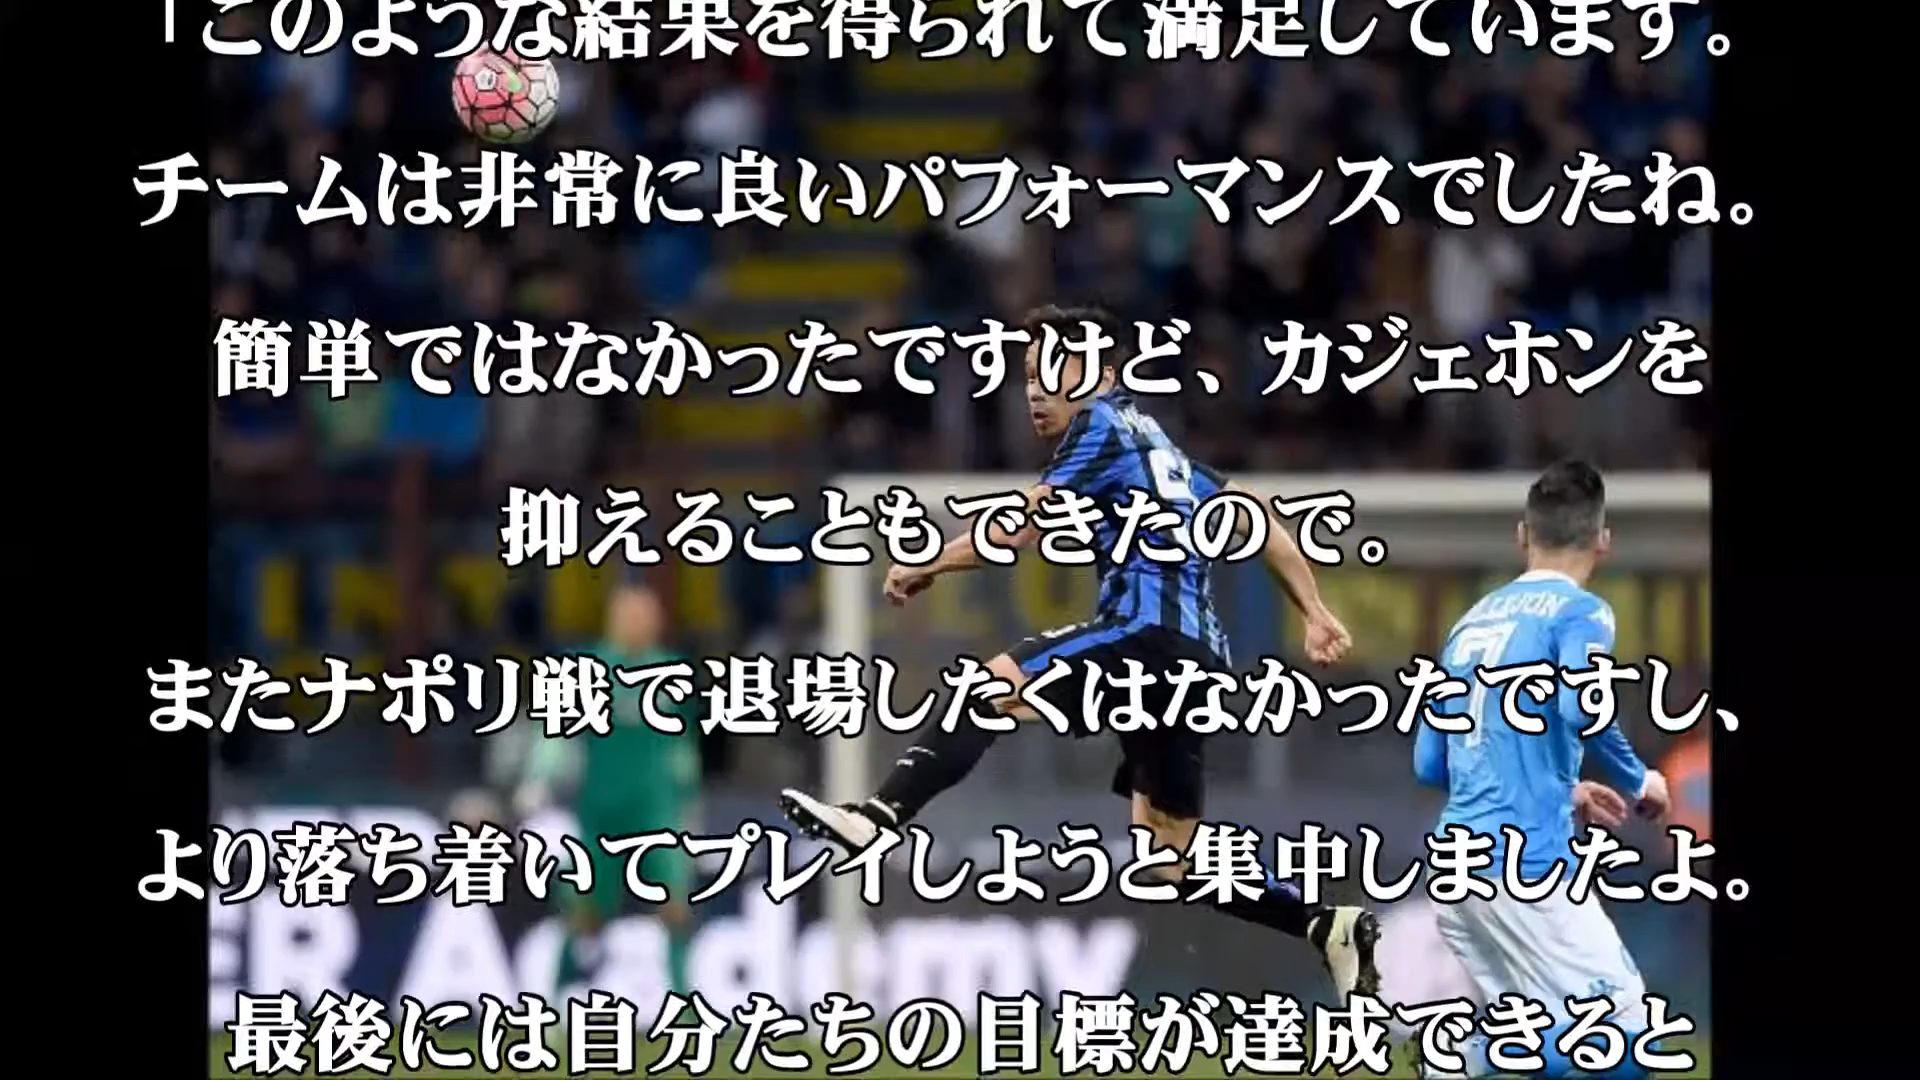 「このような結果を得られて満足しています。
チームは非常に良いパフォーマンスでしたね。
簡単ではなかったですけど、カジェホンを
抑えることもできたので。
またナポリ戦で退場したくはなかったですし、
より落ち着いてプレイしようと集中しましたよ。
最後には自分たちの目標が達成できると
7
Academy